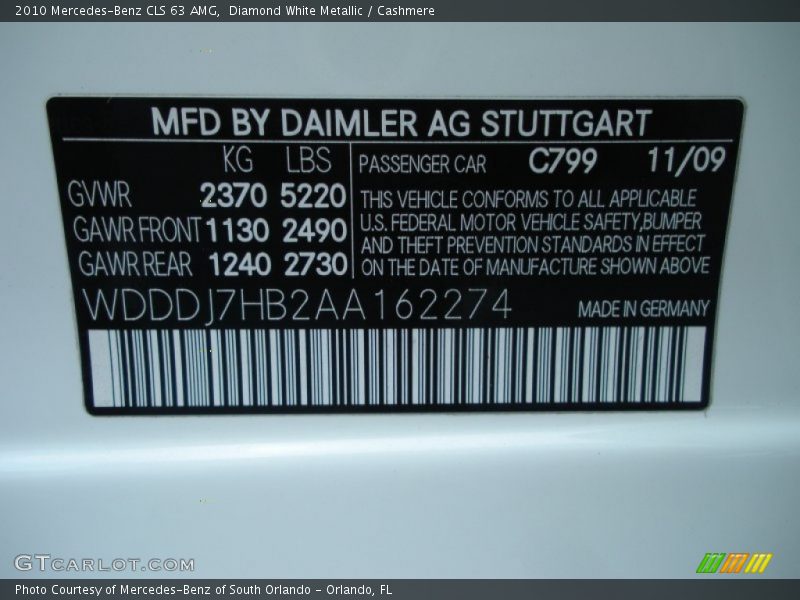 2010 Mercedes-Benz CLS 63 AMG, Diamond White Metallic / Cashmere
MFD BY DAIMLER AG STUTTGART
KG LBS
GVWR 2370 5220
GAWR FRONT 1130 2490
GAWR REAR 1240 2730
PASSENGER CAR C799 11/09
THIS VEHICLE CONFORMS TO ALL APPLICABLE
U.S. FEDERAL MOTOR VEHICLE SAFETY, BUMPER
AND THEFT PREVENTION STANDARDS IN EFFECT
ON THE DATE OF MANUFACTURE SHOWN ABOVE
WDDDJ7HB2AA162274 MADE IN GERMANY
GTCARLOT.COM
Photo Courtesy of Mercedes-Benz of South Orlando - Orlando, FL